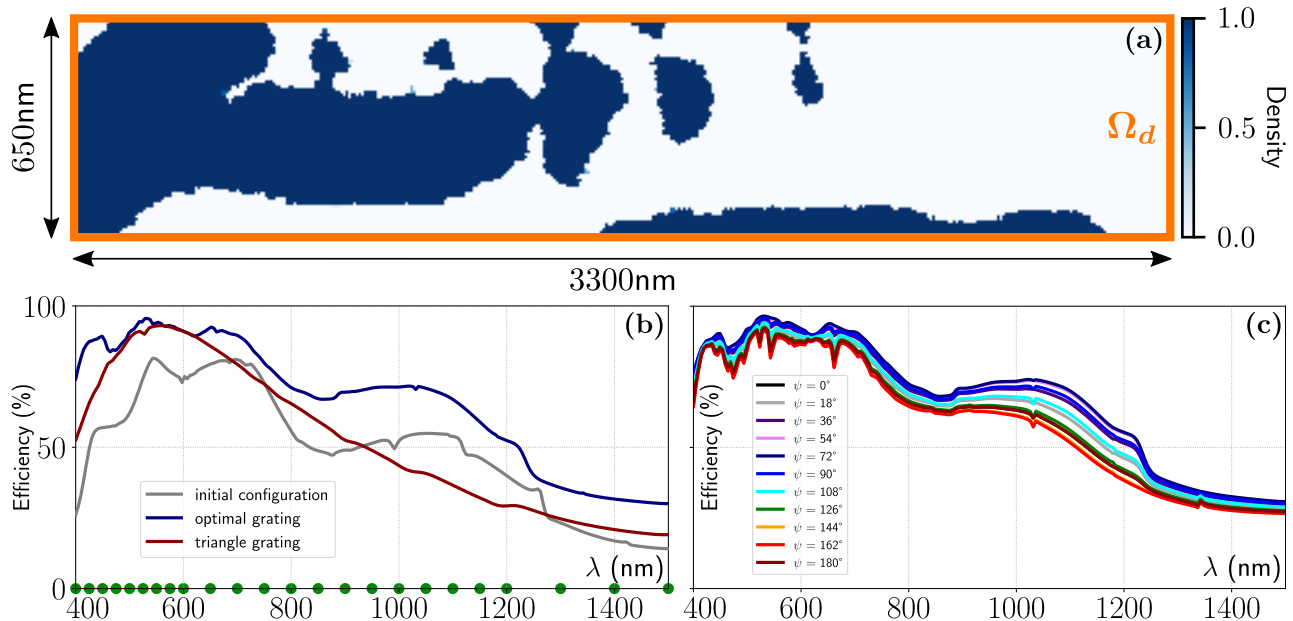 (a)
650nm
Ω_d
1.0
0.5
0.0
Density
3300nm
(b)
100
50
0
Efficiency (%)
initial configuration
optimal grating
triangle grating
λ (nm)
400 600 800 1000 1200 1400
(c)
Efficiency (%)
ψ = 0°
ψ = 18°
ψ = 36°
ψ = 54°
ψ = 72°
ψ = 90°
ψ = 108°
ψ = 126°
ψ = 144°
ψ = 162°
ψ = 180°
λ (nm)
400 600 800 1000 1200 1400